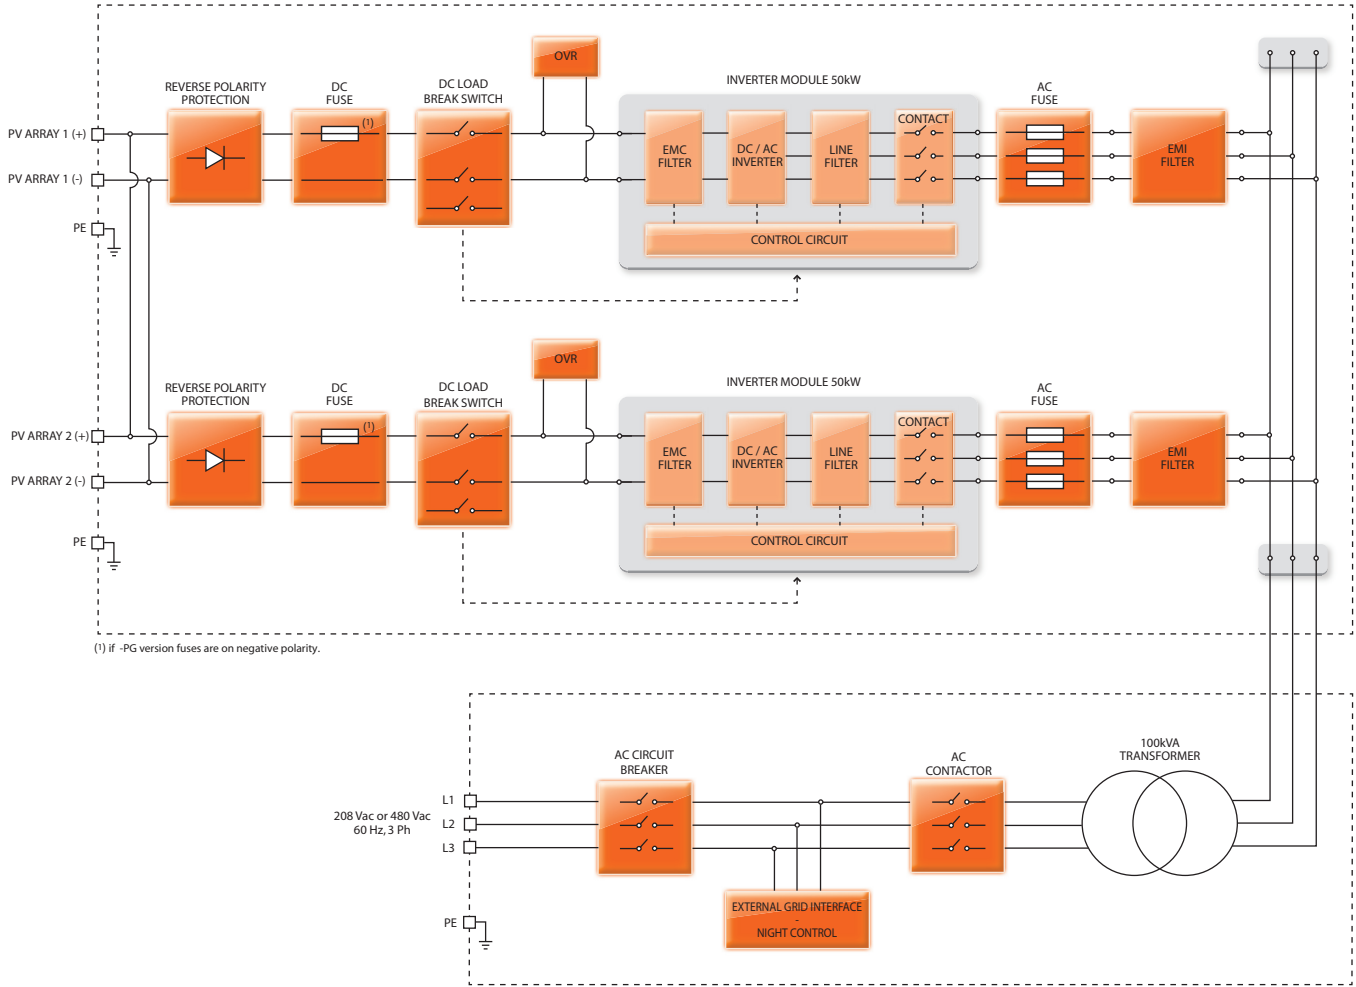 OVR
REVERSE POLARITY
PROTECTION
DC
FUSE
DC LOAD
BREAK SWITCH
INVERTER MODULE 50kW
AC
FUSE
PV ARRAY 1 (+)
(1)
EMC
FILTER
DC / AC
INVERTER
LINE
FILTER
CONTACT
EMI
FILTER
PV ARRAY 1 (-)
PE
CONTROL CIRCUIT
OVR
REVERSE POLARITY
PROTECTION
DC
FUSE
DC LOAD
BREAK SWITCH
INVERTER MODULE 50kW
AC
FUSE
PV ARRAY 2 (+)
(1)
EMC
FILTER
DC / AC
INVERTER
LINE
FILTER
CONTACT
EMI
FILTER
PV ARRAY 2 (-)
PE
CONTROL CIRCUIT
(1) if -PG version fuses are on negative polarity.
AC CIRCUIT
BREAKER
AC
CONTACTOR
100kVA
TRANSFORMER
208 Vac or 480 Vac
60 Hz, 3 Ph
L1
L2
L3
EXTERNAL GRID INTERFACE
-
NIGHT CONTROL
PE